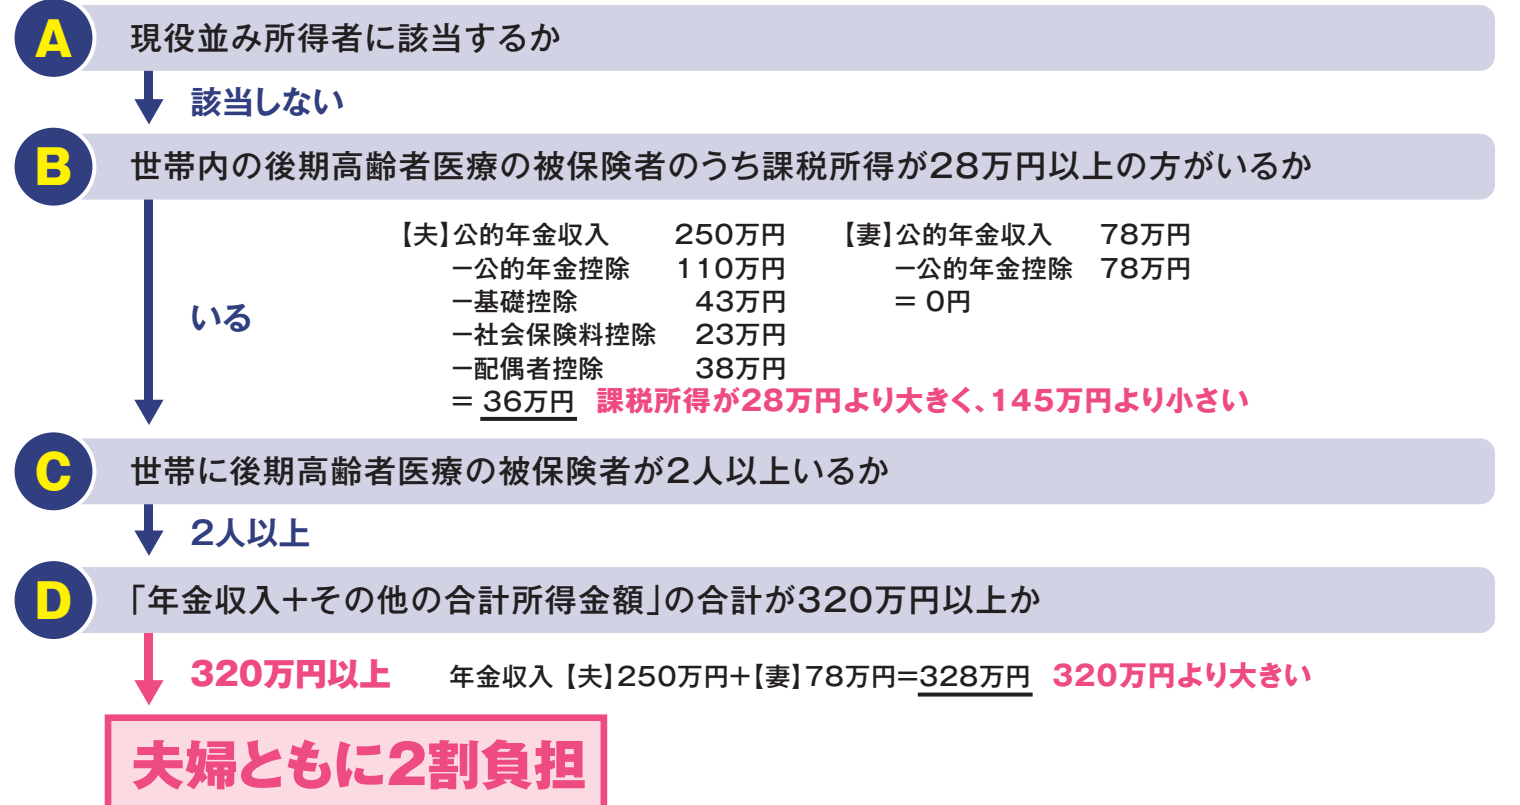 A 現役並み所得者に該当するか
該当しない
B 世帯内の後期高齢者医療の被保険者のうち課税所得が28万円以上の方がいるか
いる
【夫】公的年金収入 250万円
−公的年金控除 110万円
−基礎控除 43万円
−社会保険料控除 23万円
−配偶者控除 38万円
= 36万円 課税所得が28万円より大きく、145万円より小さい
【妻】公的年金収入 78万円
−公的年金控除 78万円
= 0円
C 世帯に後期高齢者医療の被保険者が2人以上いるか
2人以上
D 「年金収入+その他の合計所得金額」の合計が320万円以上か
320万円以上 年金収入【夫】250万円+【妻】78万円=328万円 320万円より大きい
夫婦ともに2割負担